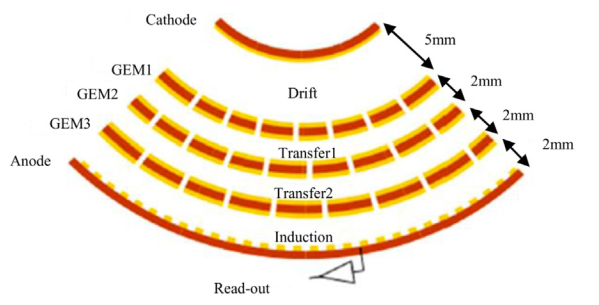 Cathode
5mm
GEM1
Drift
2mm
GEM2
2mm
GEM3
Transfer1
2mm
Anode
Transfer2
Induction
Read-out